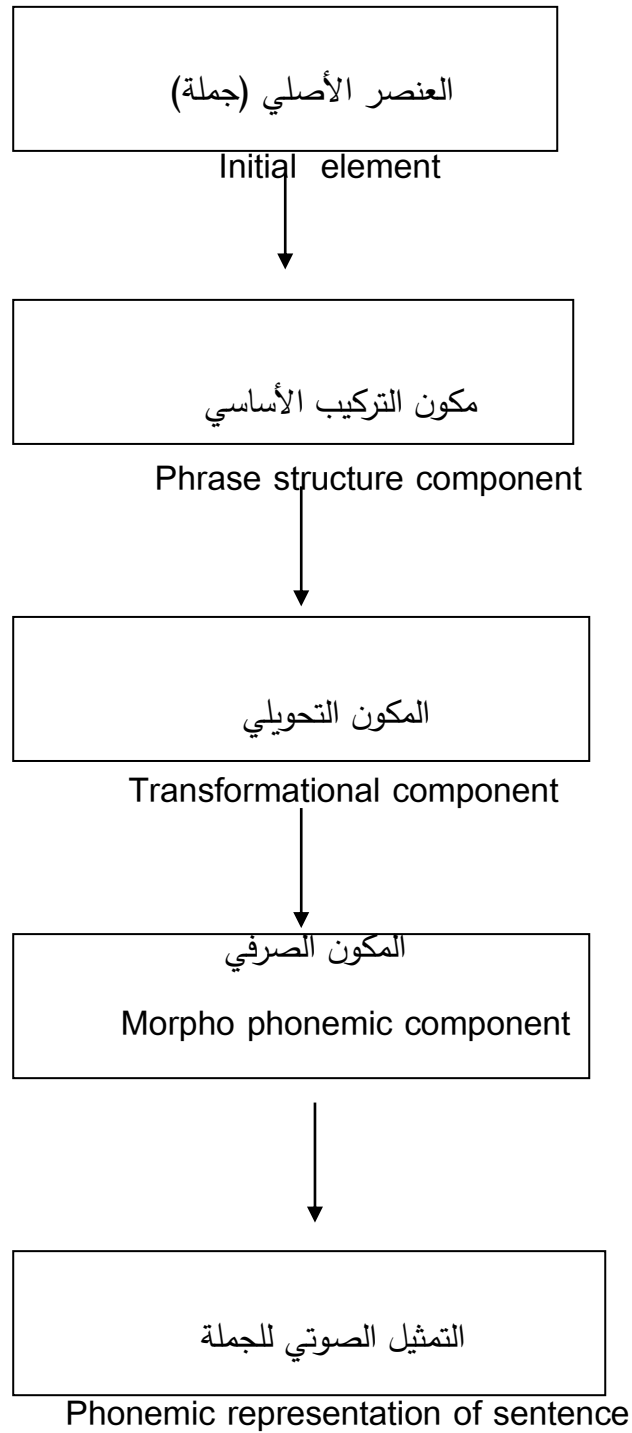 العنصر الأصلي (جملة)
Initial element
مكون التركيب الأساسي
Phrase structure component
المكون التحويلي
Transformational component
المكون الصرفي
Morpho phonemic component
التمثيل الصوتي للجملة
Phonemic representation of sentence